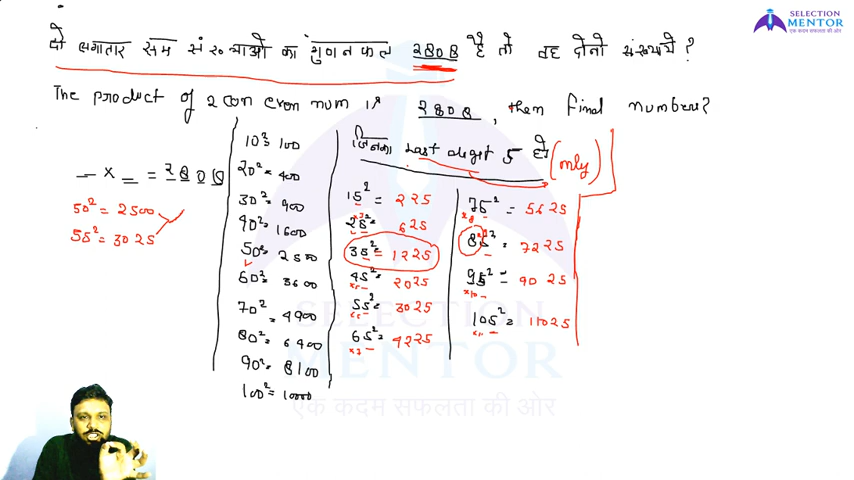 SELECTION
MENTOR
एक कदम सफलता की ओर
दो लगातार सम संख्याओ का गुणनफल 2808 है तो वह दोनो संख्याये ?
The product of 2 con even num is 2808, then final numbers?
_ x _ = 2808
50² = 2500
55² = 3025
10² 100
20² = 400
30² = 900
40² = 1600
50² = 2500
60² = 3600
70² = 4900
80² = 6400
90² = 8100
100² = 10000
जिनका last digit 5 हो (only)
15² = 225
25² = 625
35² = 1225
45² = 2025
55² = 3025
65² = 4225
75² = 5625
85² = 7225
95² = 9025
105² = 11025
SELECTION
MENTOR
एक कदम सफलता की ओर